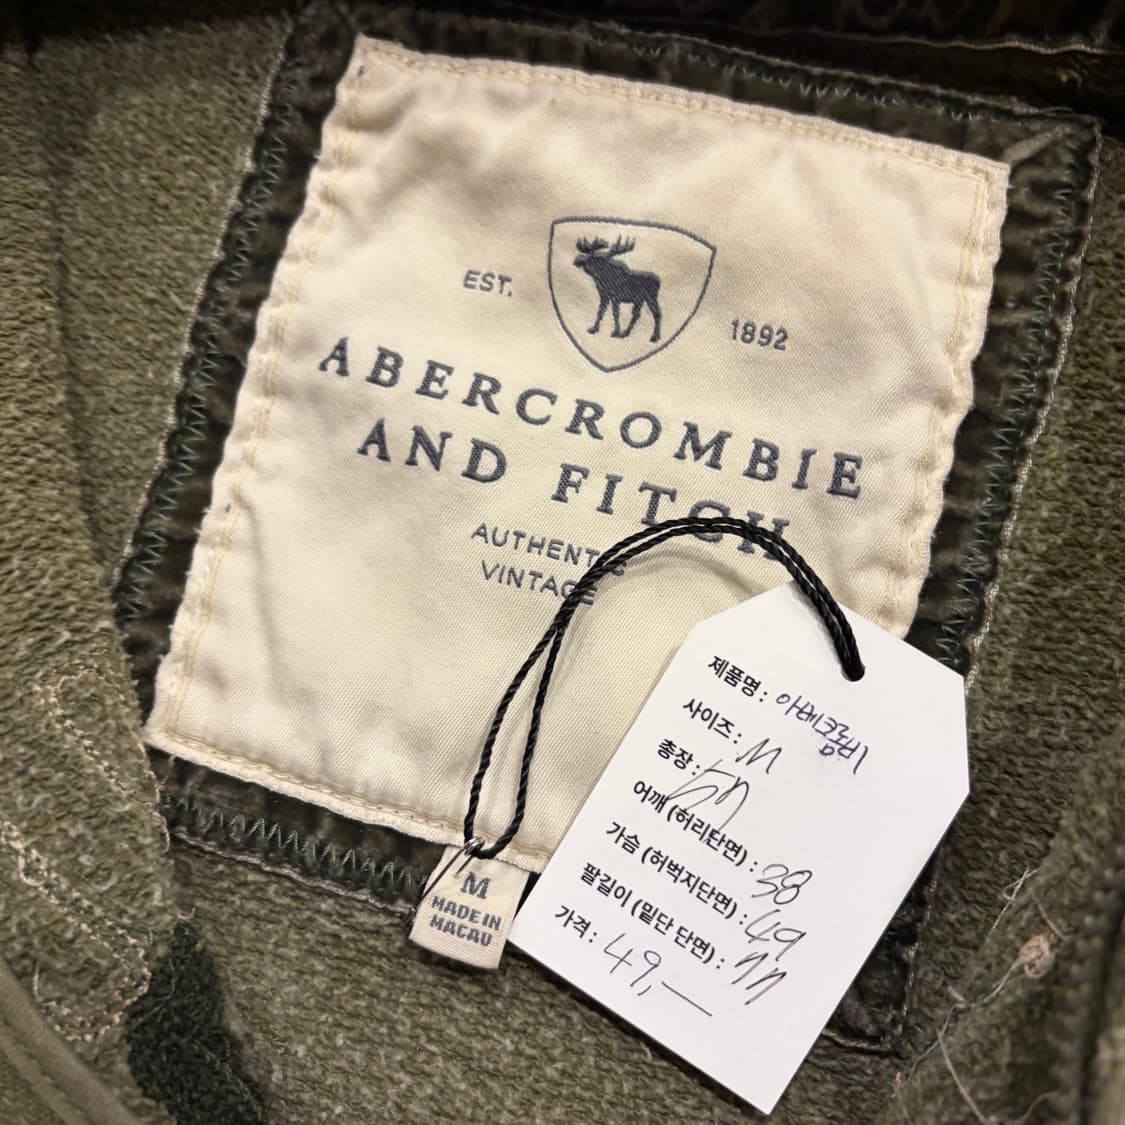 EST. 1892
ABERCROMBIE
AND FITCH
AUTHENTIC
VINTAGE
M
MADE IN
MACAU
제품명 : 아베크롬비
사이즈 : M
총장 : 57
어깨 (허리단면) : 38
가슴 (허벅지단면) : 49
팔길이 (밑단 단면) : 77
가격 : 49,—